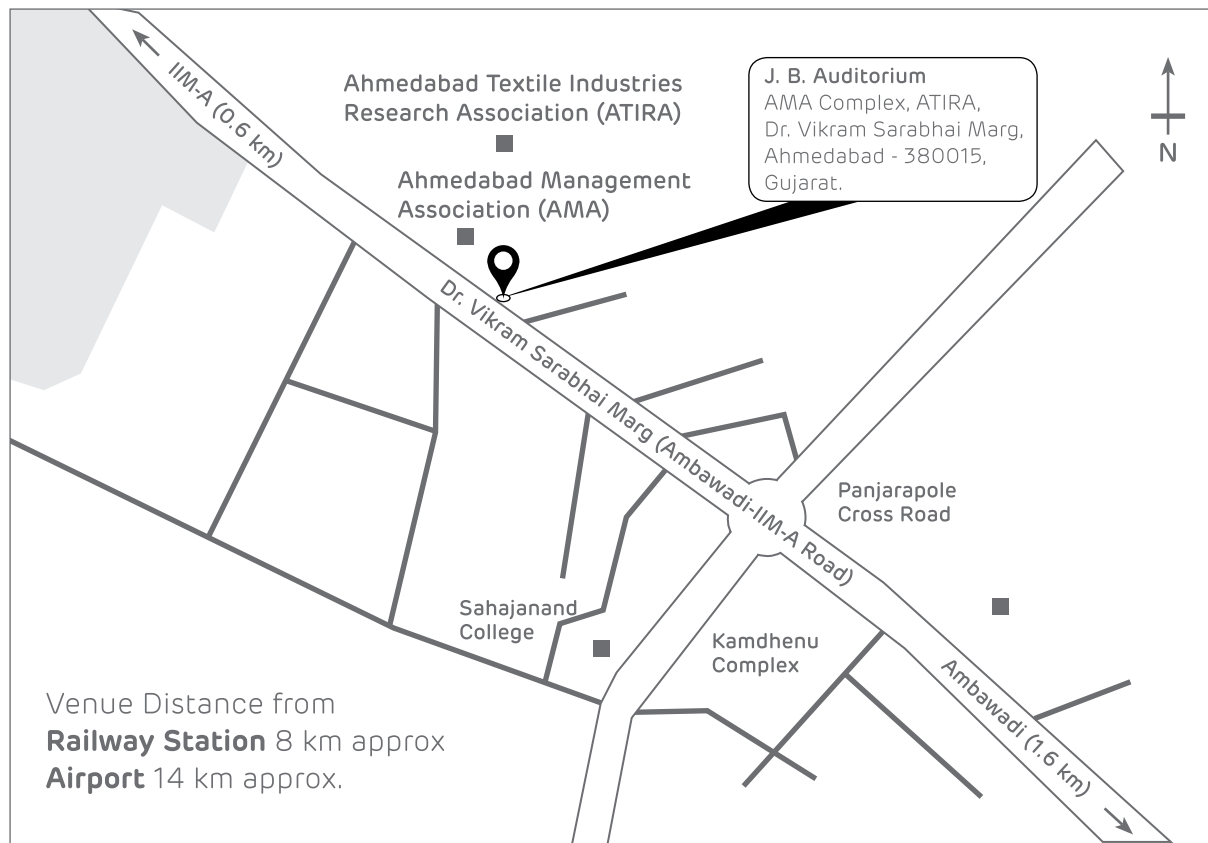 IIM-A (0.6 km)
Ahmedabad Textile Industries
Research Association (ATIRA)
Ahmedabad Management
Association (AMA)
J. B. Auditorium
AMA Complex, ATIRA,
Dr. Vikram Sarabhai Marg,
Ahmedabad - 380015,
Gujarat.
N
Dr. Vikram Sarabhai Marg (Ambawadi-IIM-A Road)
Panjarapole
Cross Road
Sahajanand
College
Kamdhenu
Complex
Ambawadi (1.6 km)
Venue Distance from
Railway Station 8 km approx
Airport 14 km approx.